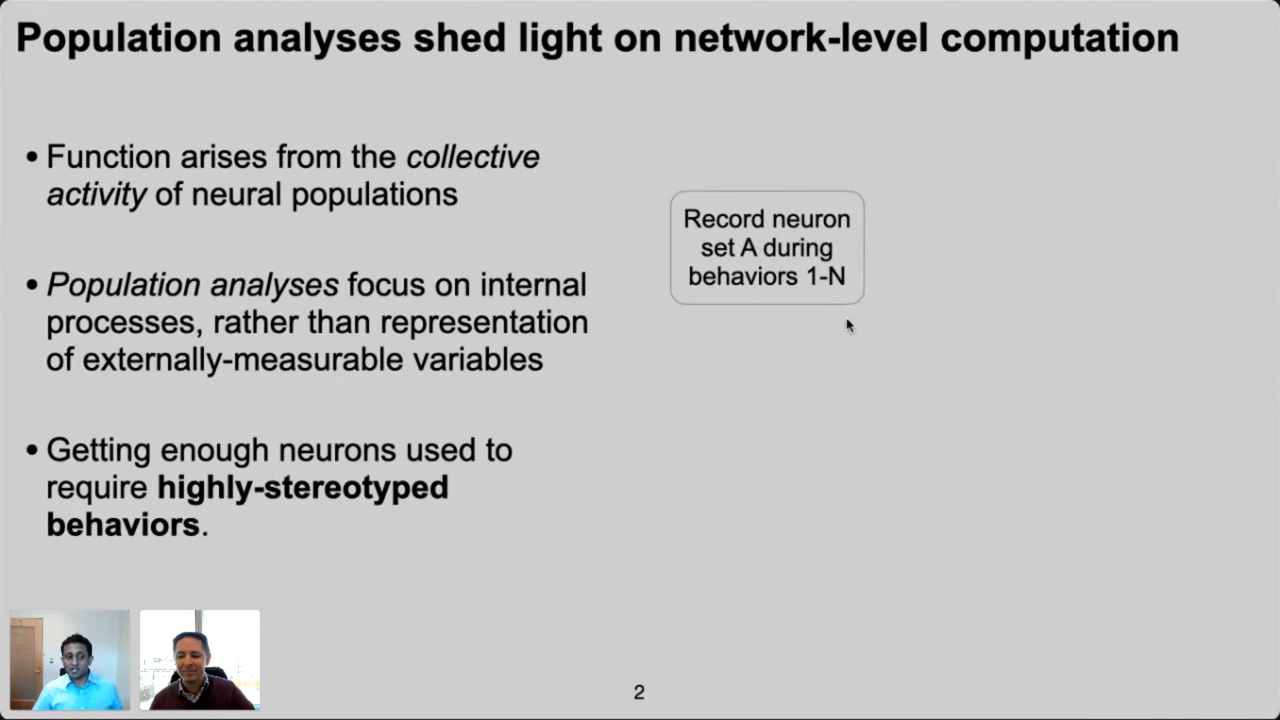 Population analyses shed light on network-level computation
• Function arises from the collective
activity of neural populations
• Population analyses focus on internal
processes, rather than representation
of externally-measurable variables
• Getting enough neurons used to
require highly-stereotyped
behaviors.
Record neuron
set A during
behaviors 1-N
2